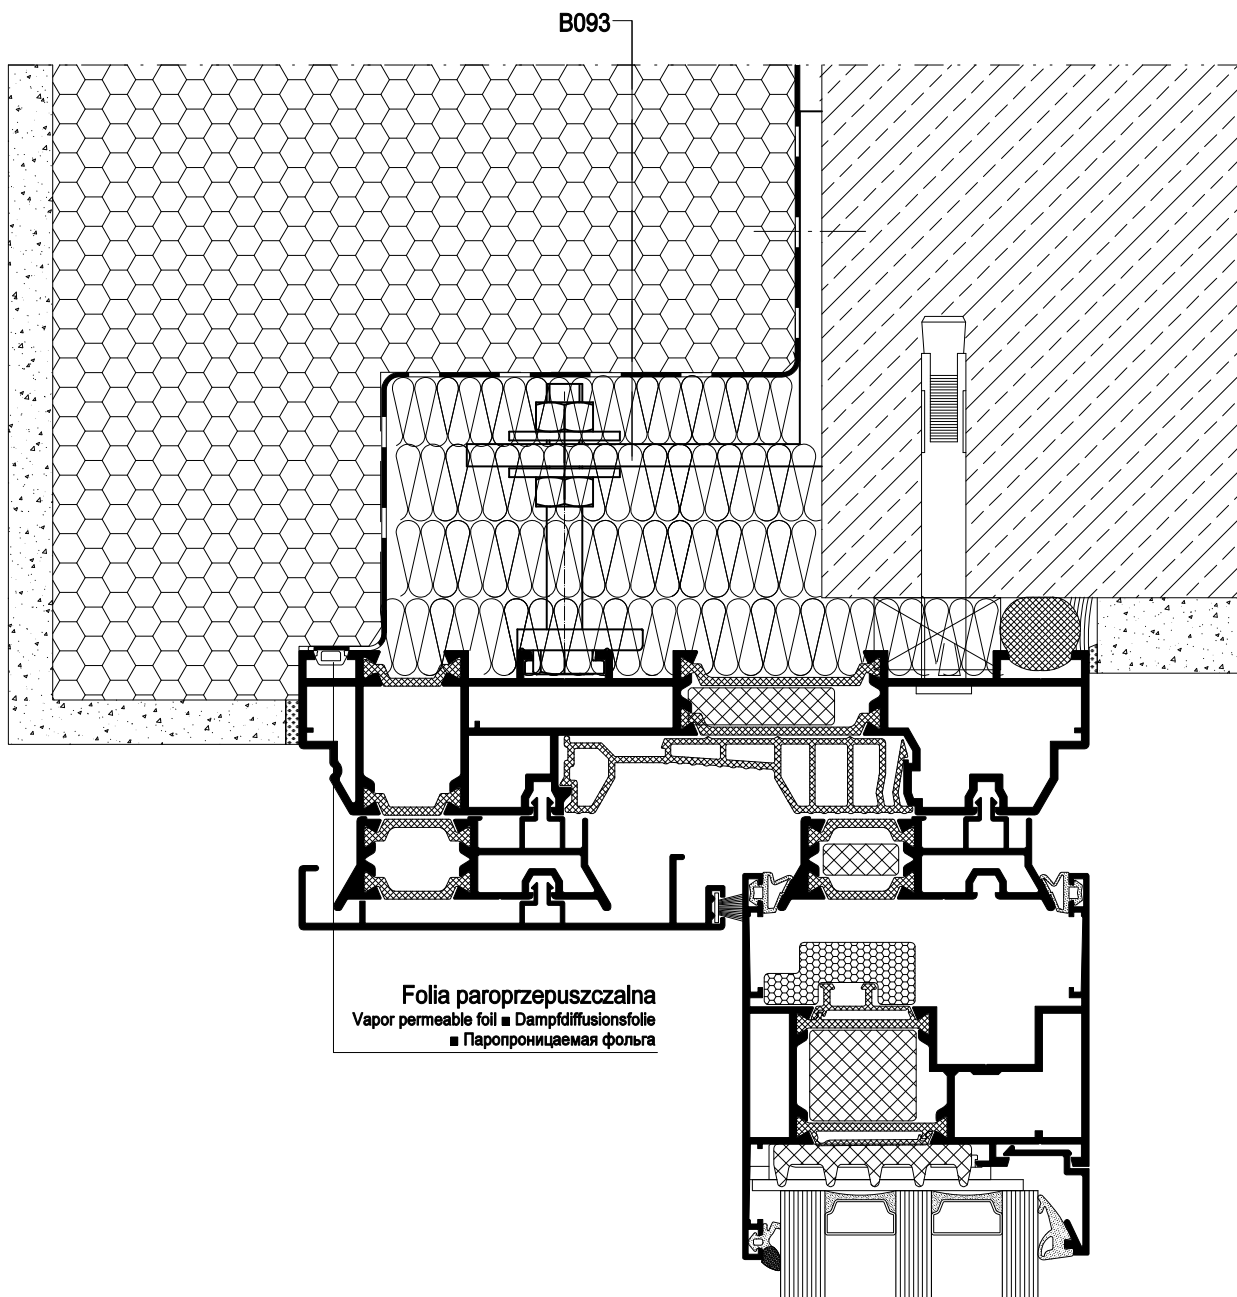 B093
Folia paroprzepuszczalna
Vapor permeable foil ■ Dampfdiffusionsfolie
■ Паропроницаемая фольга